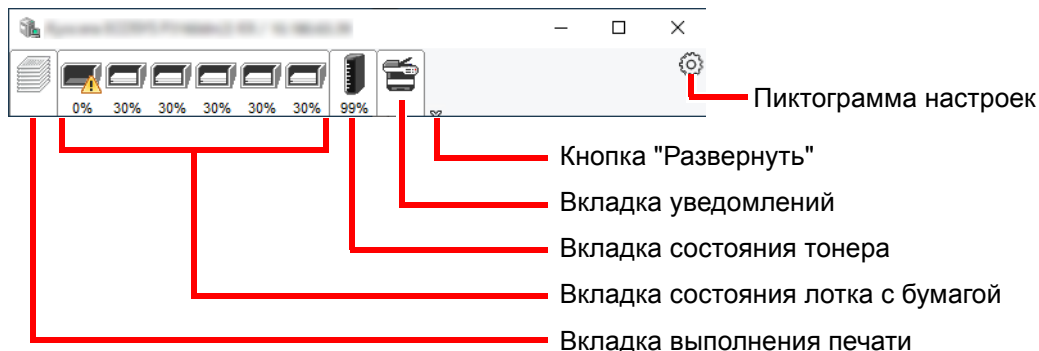 0% 30% 30% 30% 30% 30% 99%
Пиктограмма настроек
Кнопка "Развернуть"
Вкладка уведомлений
Вкладка состояния тонера
Вкладка состояния лотка с бумагой
Вкладка выполнения печати